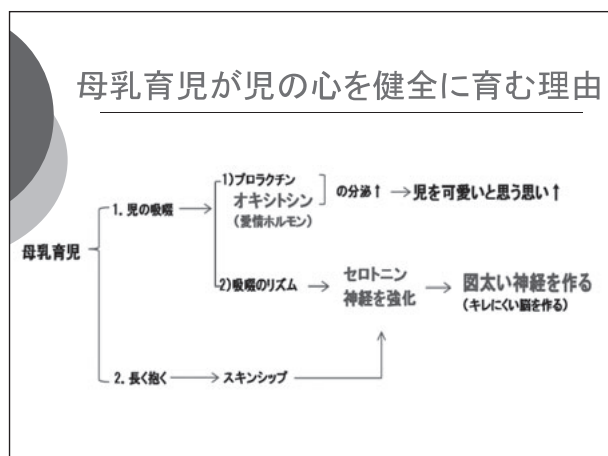 母乳育児が児の心を健全に育む理由
1)プロラクチン
オキシトシン
(愛情ホルモン)
の分泌↑ →児を可愛いと思う思い↑
1. 児の吸啜
母乳育児
2)吸啜のリズム
セロトニン
神経を強化
図太い神経を作る
(キレにくい脳を作る)
2. 長く抱く
スキンシップ